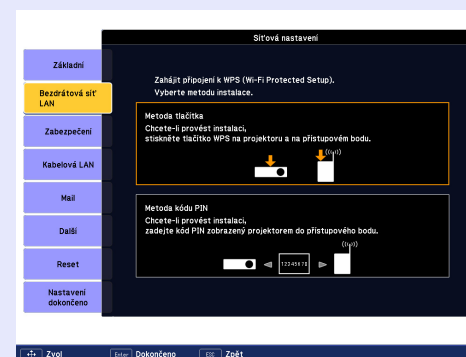 Síťová nastavení
Základní
Bezdrátová síť
LAN
Zabezpečení
Kabelová LAN
Mail
Další
Reset
Nastavení
dokončeno
Zahájit připojení k WPS (Wi-Fi Protected Setup).
Vyberte metodu instalace.
Metoda tlačítka
Chcete-li provést instalaci,
stiskněte tlačítko WPS na projektoru a na přístupovém bodu.
Metoda kódu PIN
Chcete-li provést instalaci,
zadejte kód PIN zobrazený projektorem do přístupového bodu.
12345678
Zvol
Enter Dokončeno
ESC Zpět